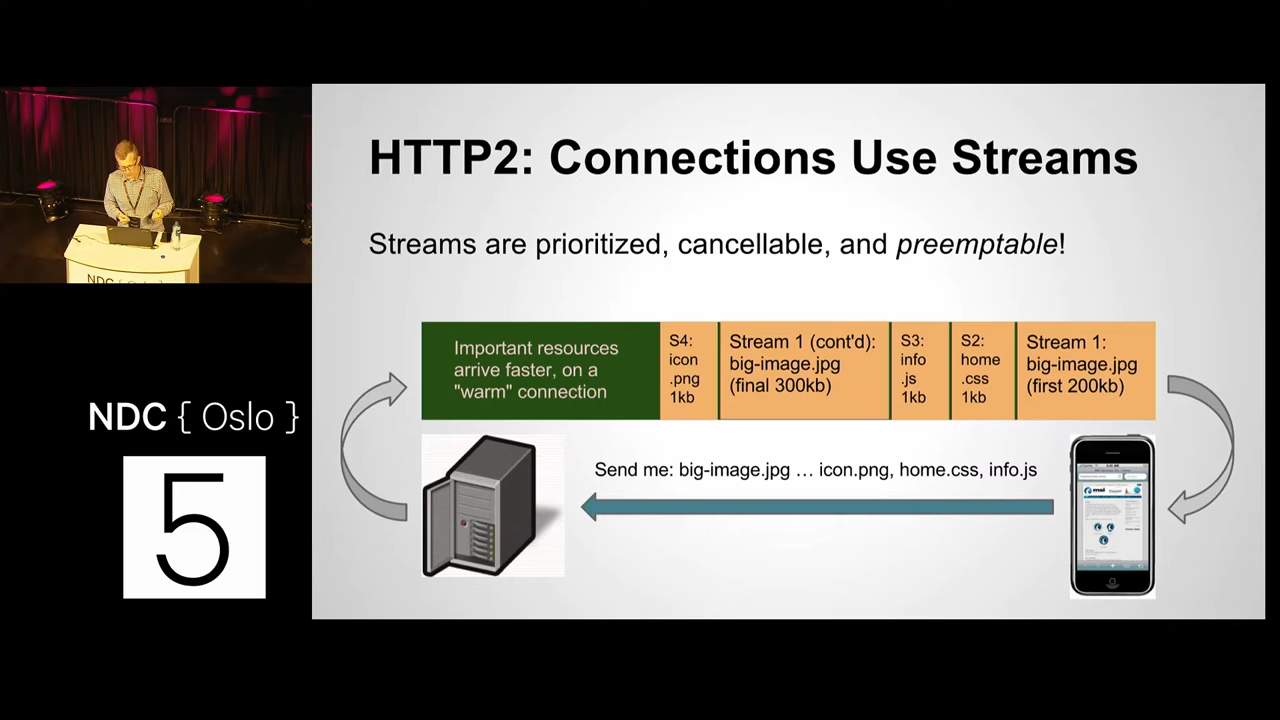 HTTP2: Connections Use Streams
Streams are prioritized, cancellable, and preemptable!
Important resources
arrive faster, on a
"warm" connection
S4:
icon
.png
1kb
Stream 1 (cont'd):
big-image.jpg
(final 300kb)
S3:
info
.js
1kb
S2:
home
.css
1kb
Stream 1:
big-image.jpg
(first 200kb)
Send me: big-image.jpg … icon.png, home.css, info.js
NDC { Oslo }
5
NDC { Oslo }